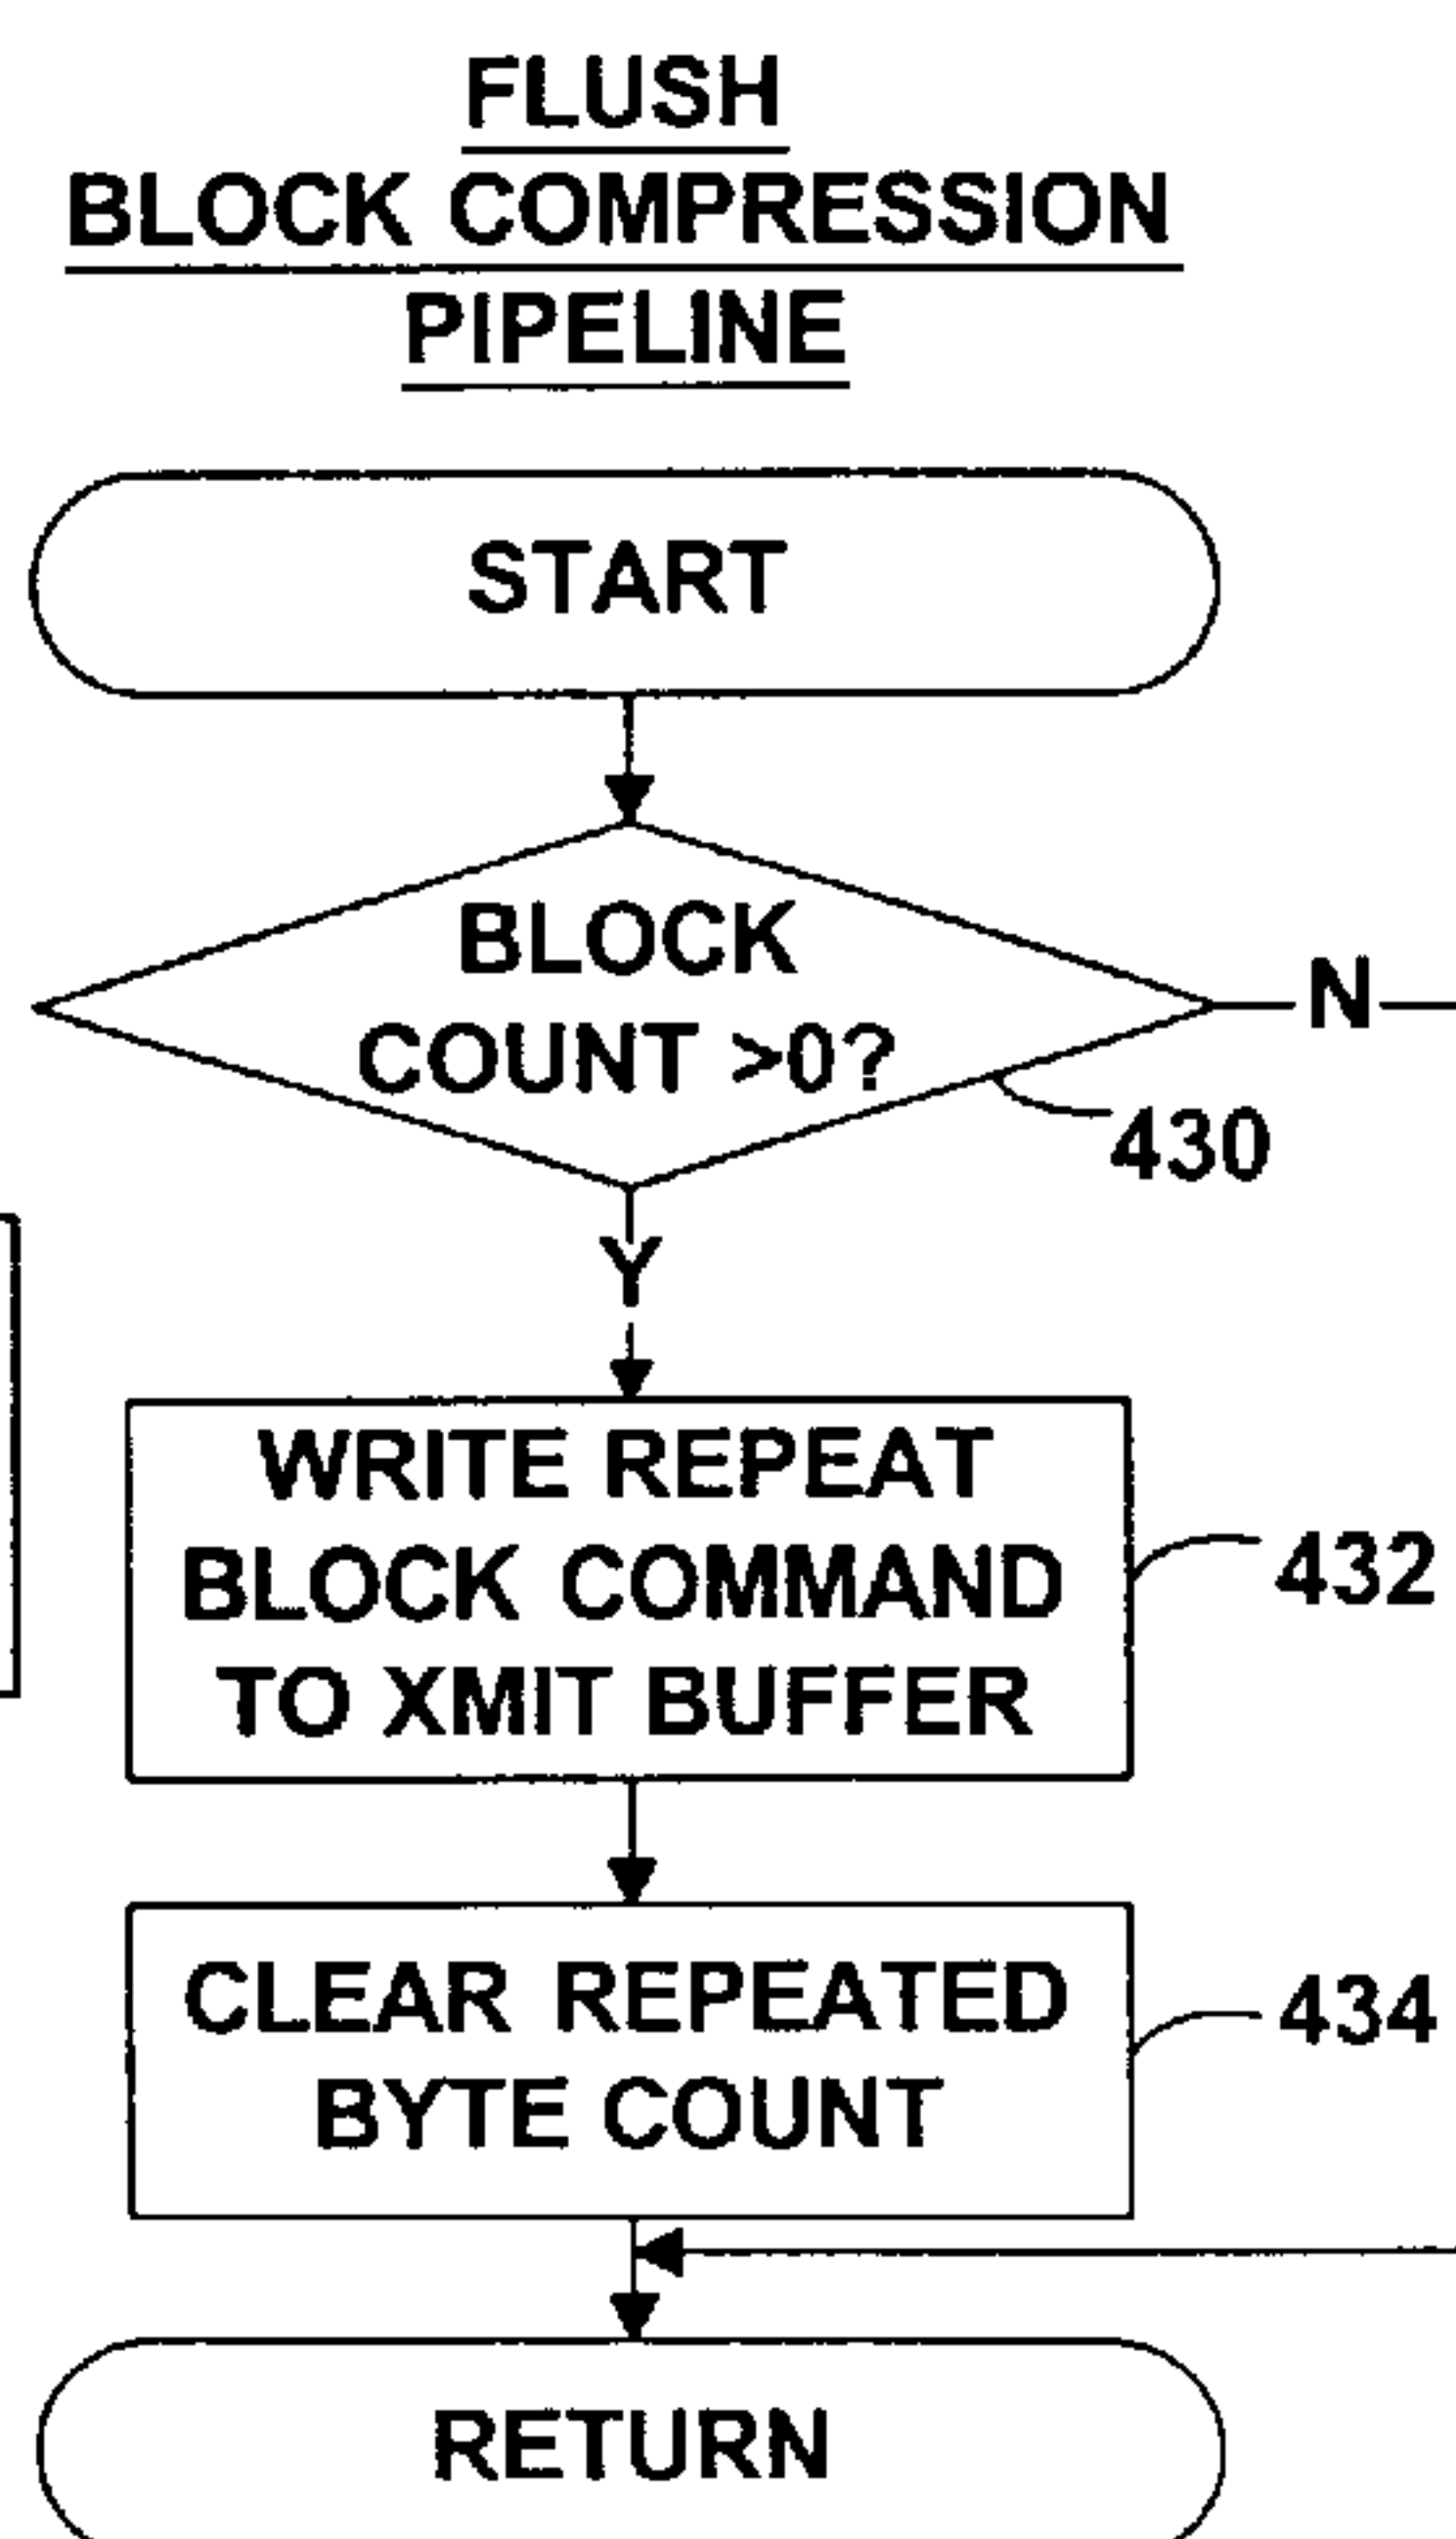 FLUSH
BLOCK COMPRESSION
PIPELINE
START
BLOCK
COUNT >0?
N
430
Y
WRITE REPEAT
BLOCK COMMAND
TO XMIT BUFFER
432
CLEAR REPEATED
BYTE COUNT
434
RETURN